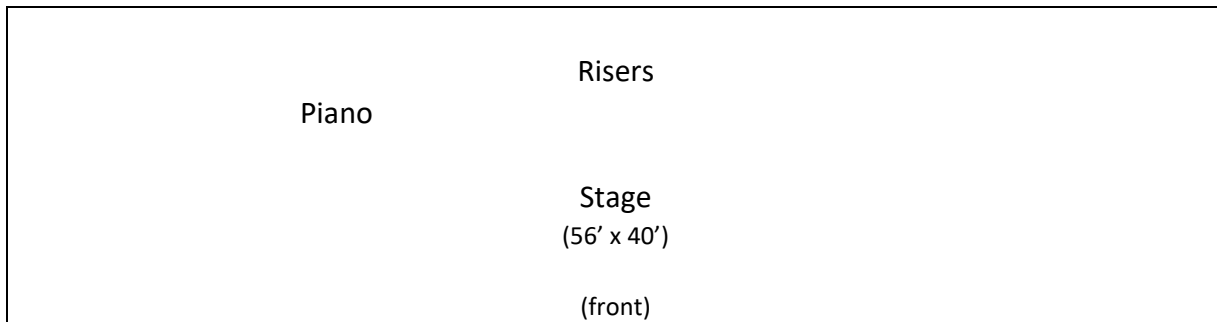 Risers
Piano
Stage
(56’ x 40’)
(front)